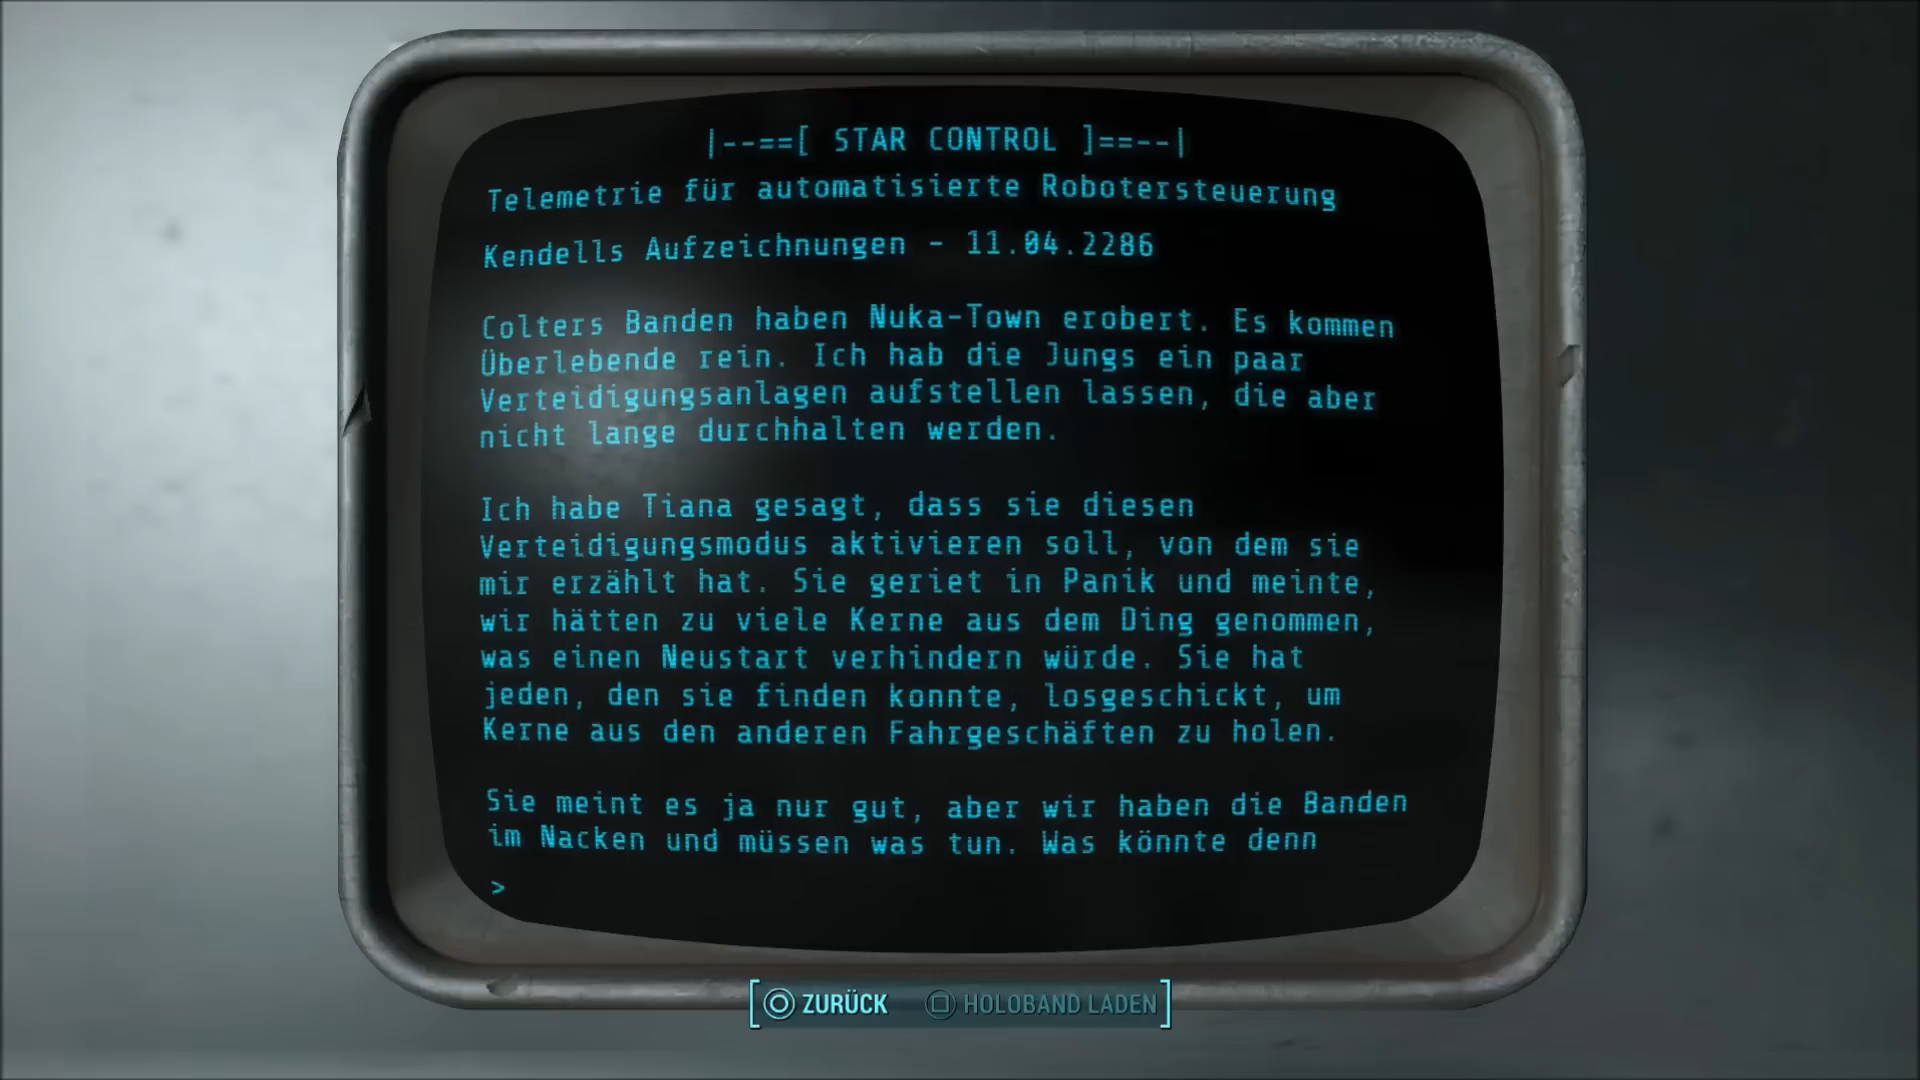 |--==[ STAR CONTROL ]==--|
Telemetrie für automatisierte Robotersteuerung
Kendells Aufzeichnungen - 11.04.2286
Colters Banden haben Nuka-Town erobert. Es kommen
Überlebende rein. Ich hab die Jungs ein paar
Verteidigungsanlagen aufstellen lassen, die aber
nicht lange durchhalten werden.
Ich habe Tiana gesagt, dass sie diesen
Verteidigungsmodus aktivieren soll, von dem sie
mir erzählt hat. Sie geriet in Panik und meinte,
wir hätten zu viele Kerne aus dem Ding genommen,
was einen Neustart verhindern würde. Sie hat
jeden, den sie finden konnte, losgeschickt, um
Kerne aus den anderen Fahrgeschäften zu holen.
Sie meint es ja nur gut, aber wir haben die Banden
im Nacken und müssen was tun. Was könnte denn
>
ZURÜCK HOLOBAND LADEN